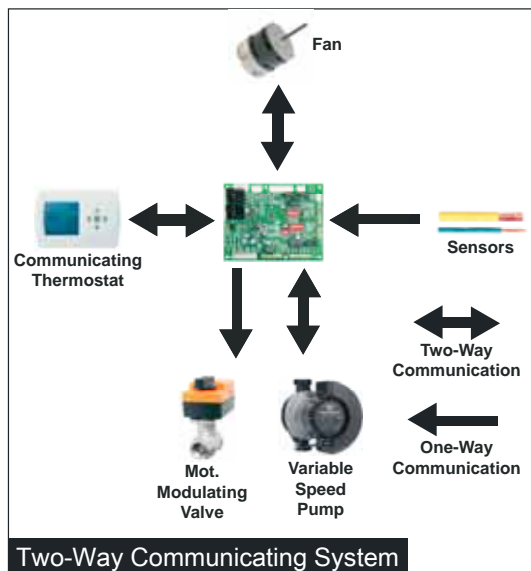 Fan
Communicating
Thermostat
Sensors
Two-Way
Communication
One-Way
Communication
Mot.
Modulating
Valve
Variable
Speed
Pump
Two-Way Communicating System